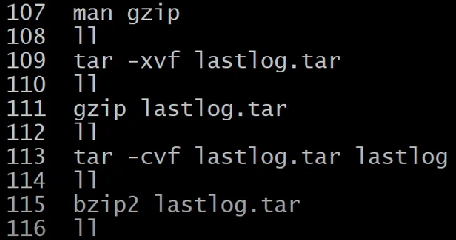 107 man gzip
108 ll
109 tar -xvf lastlog.tar
110 ll
111 gzip lastlog.tar
112 ll
113 tar -cvf lastlog.tar lastlog
114 ll
115 bzip2 lastlog.tar
116 ll